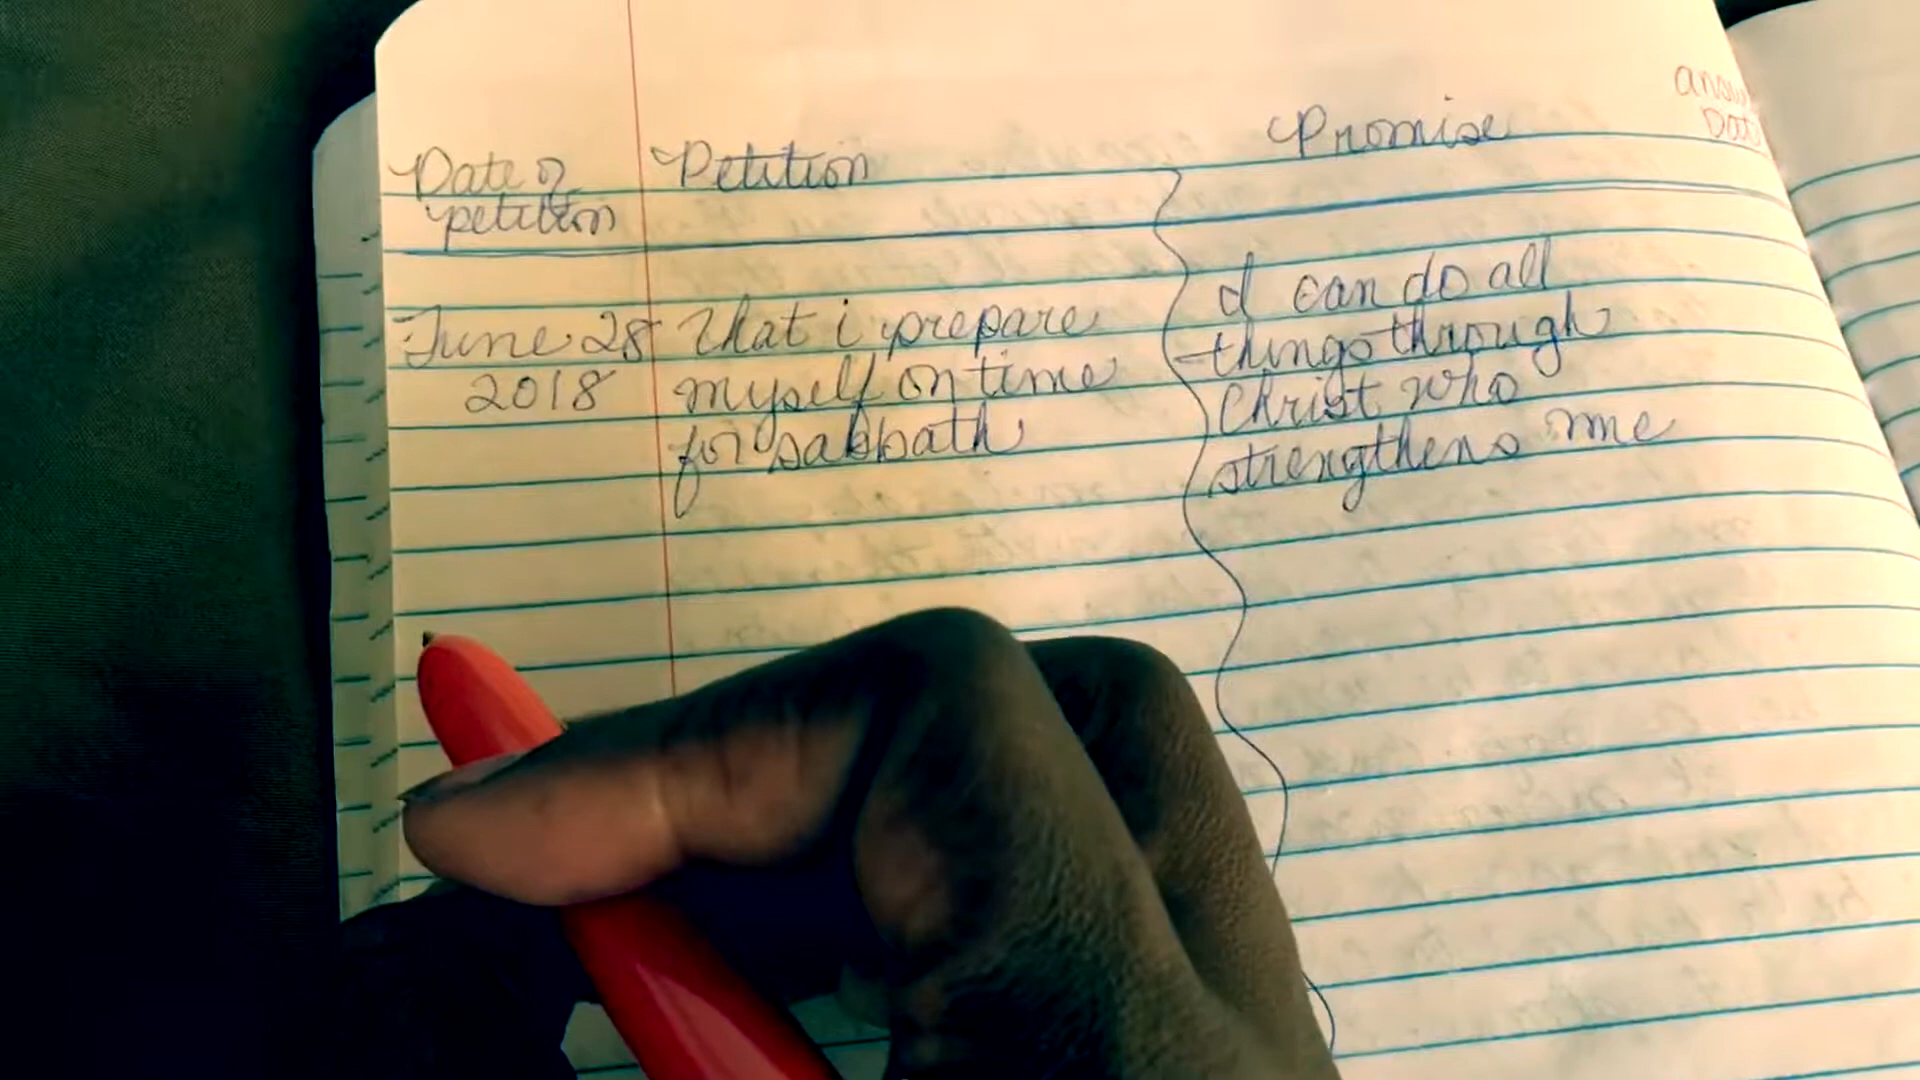 Date of Petition Promise
petition
June 28 That i prepare I can do all
2018 myself on time things through
for sabbath Christ who
strengthens me